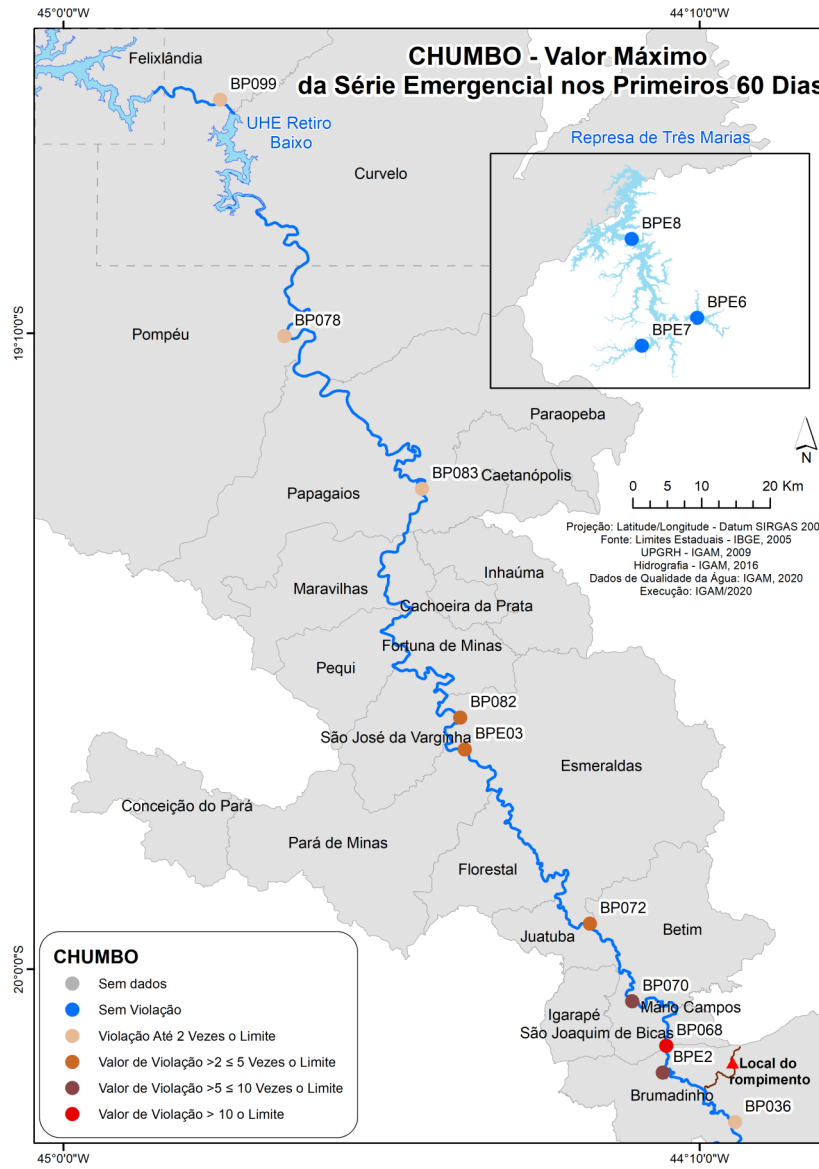 45°0'0"W
44°10'0"W
CHUMBO - Valor Máximo
da Série Emergencial nos Primeiros 60 Dias
Felixlândia
BP099
UHE Retiro
Baixo
Represa de Três Marias
Curvelo
BPE8
BPE6
BPE7
19°10'0"S
Pompéu
BP078
Paraopeba
N
BP083
Caetanópolis
Papagaios
0 5 10 20 Km
Projeção: Latitude/Longitude - Datum SIRGAS 200
Fonte: Limites Estaduais - IBGE, 2005
UPGRH - IGAM, 2009
Hidrografia - IGAM, 2016
Dados de Qualidade da Água: IGAM, 2020
Execução: IGAM/2020
Inhaúma
Maravilhas
Cachoeira da Prata
Fortuna de Minas
Pequi
BP082
São José da Varginha
BPE03
Esmeraldas
Conceição do Pará
Pará de Minas
Florestal
BP072
Juatuba
Betim
20°0'0"S
BP070
Mário Campos
Igarapé
São Joaquim de Bicas
BP068
BPE2
Local do
rompimento
Brumadinho
BP036
CHUMBO
Sem dados
Sem Violação
Violação Até 2 Vezes o Limite
Valor de Violação >2 ≤ 5 Vezes o Limite
Valor de Violação >5 ≤ 10 Vezes o Limite
Valor de Violação > 10 o Limite
45°0'0"W
44°10'0"W